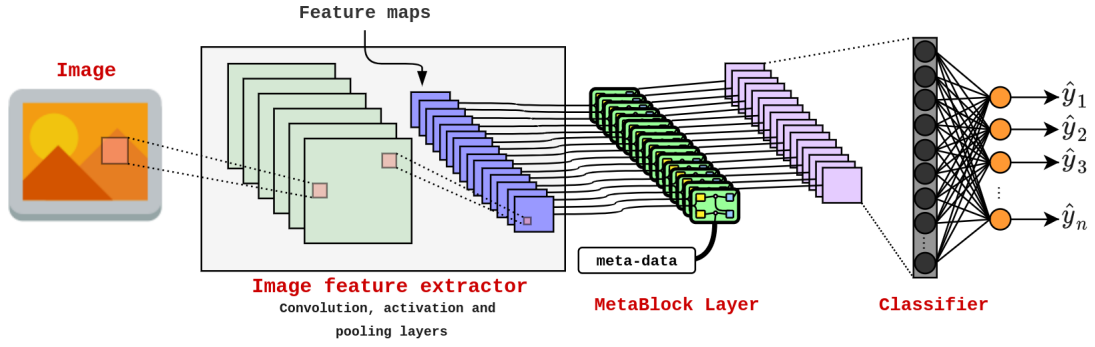 Feature maps
Image
Image feature extractor
Convolution, activation and
pooling layers
meta-data
MetaBlock Layer
Classifier
ŷ₁
ŷ₂
ŷ₃
⋮
ŷₙ